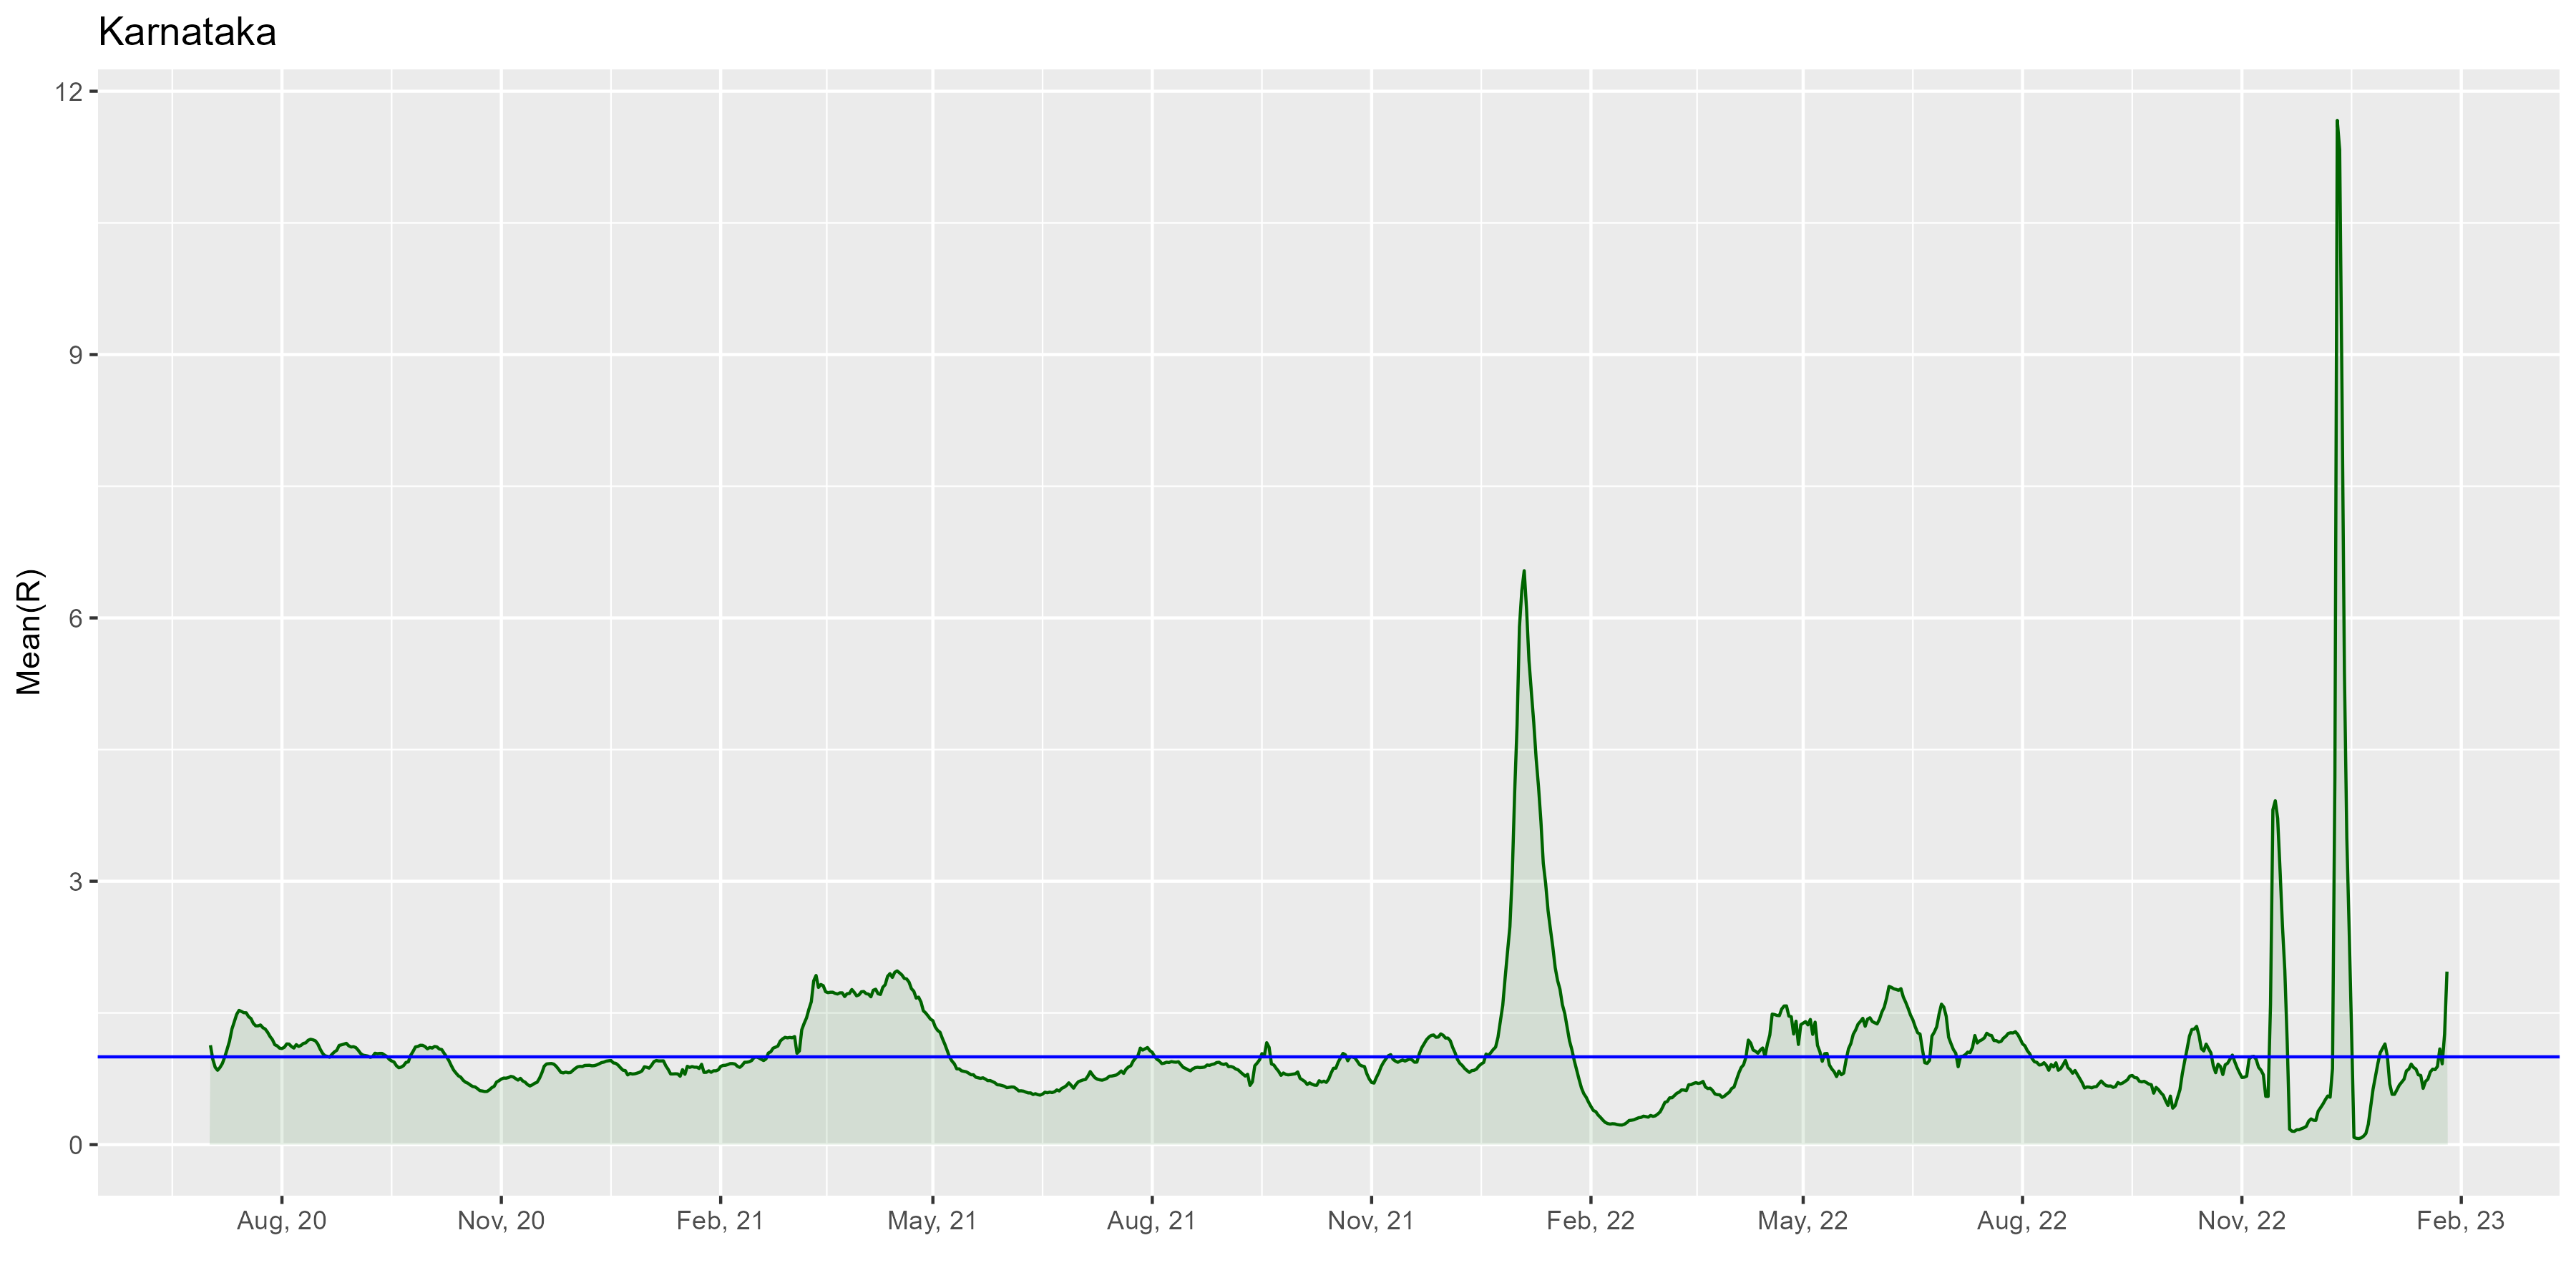 Karnataka
12
9
6
3
0
Mean(R)
Aug, 20 Nov, 20 Feb, 21 May, 21 Aug, 21 Nov, 21 Feb, 22 May, 22 Aug, 22 Nov, 22 Feb, 23